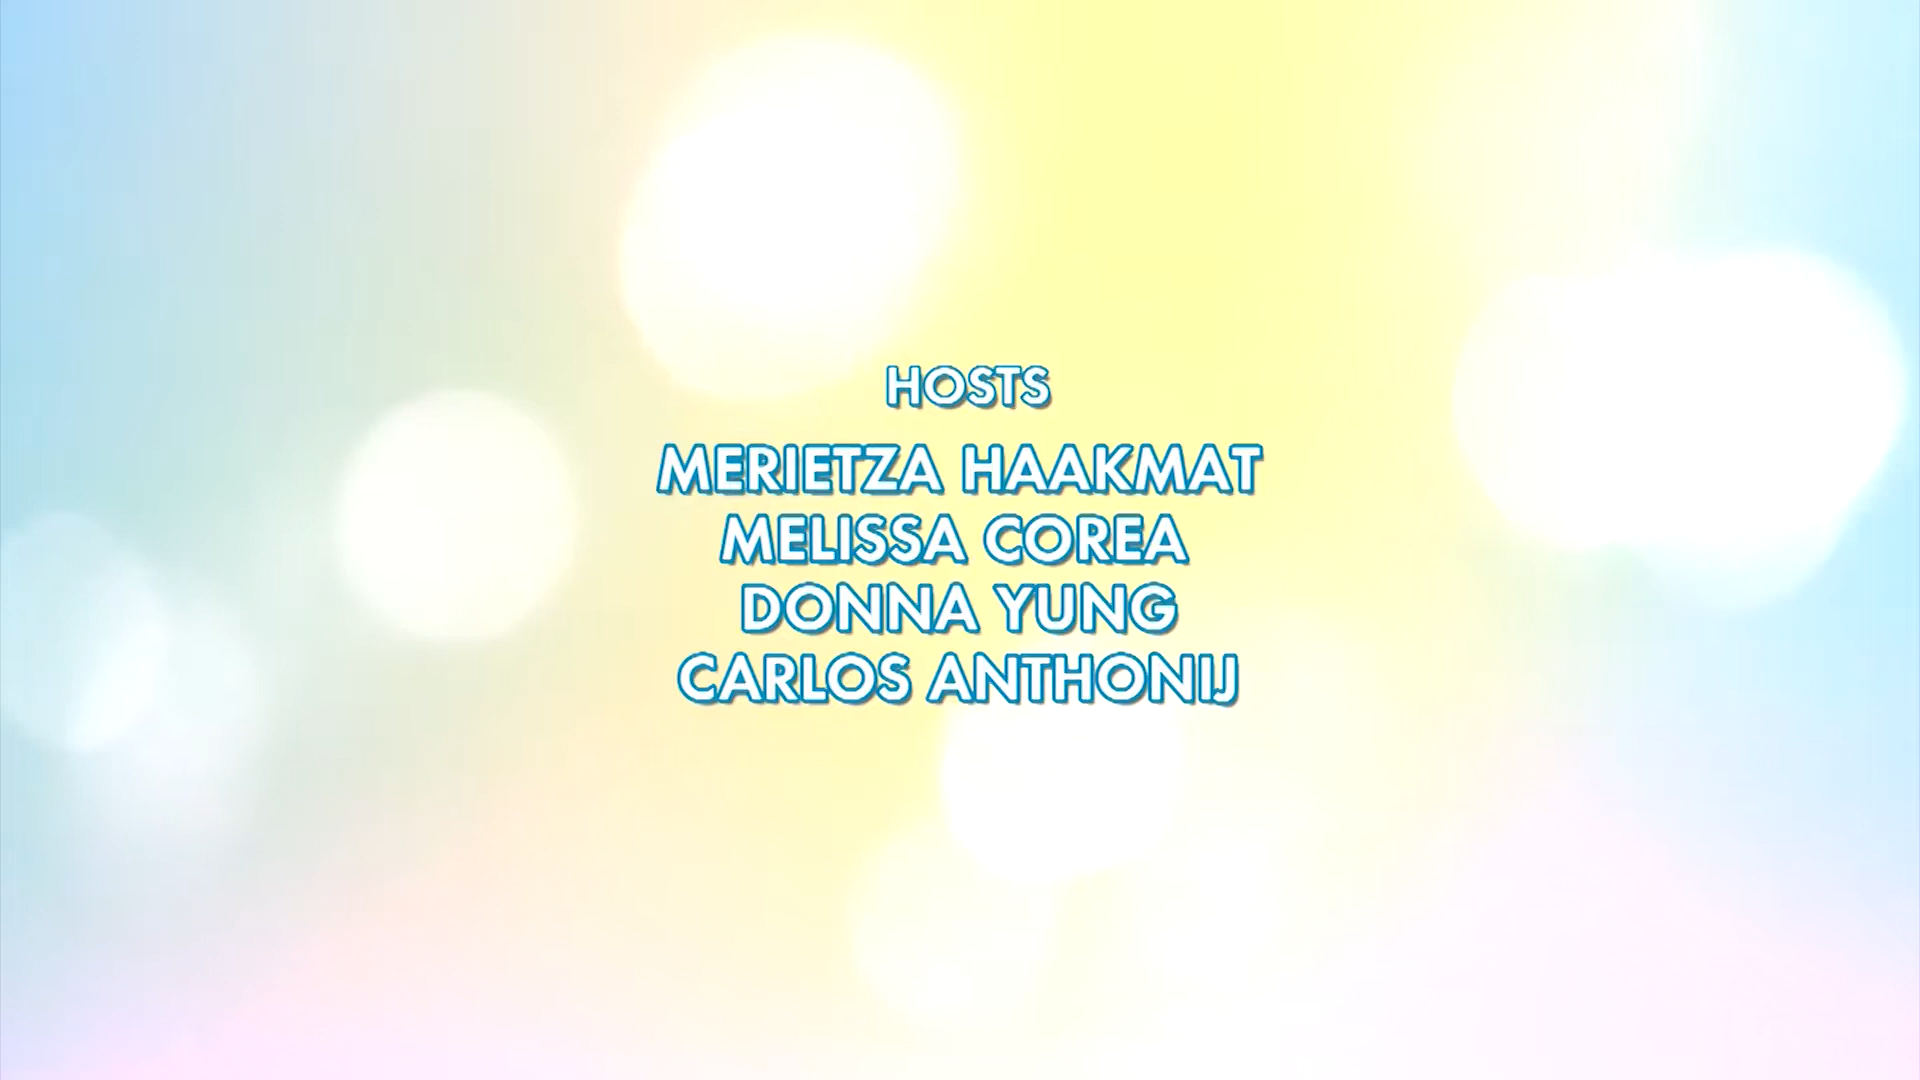 HOSTS
MERIETZA HAAKMAT
MELISSA COREA
DONNA YUNG
CARLOS ANTHONIJ